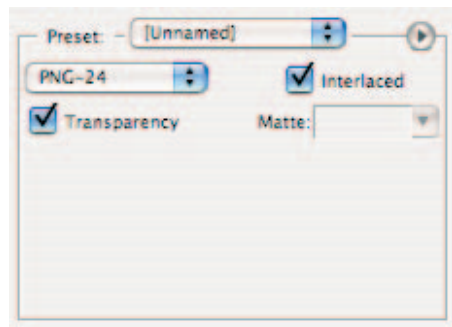 Preset: [Unnamed]
PNG-24 Interlaced
Transparency Matte: